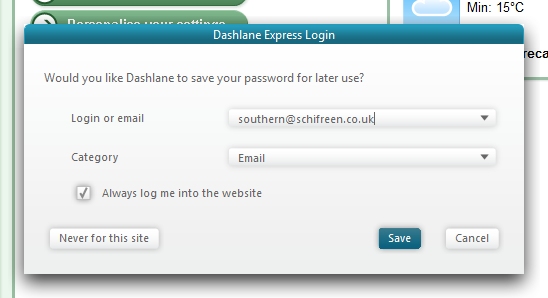 Personalise your settings
Min: 15°C
Dashlane Express Login
Would you like Dashlane to save your password for later use?
Login or email
southern@schifreen.co.uk
Category
Email
Always log me into the website
Never for this site
Save
Cancel